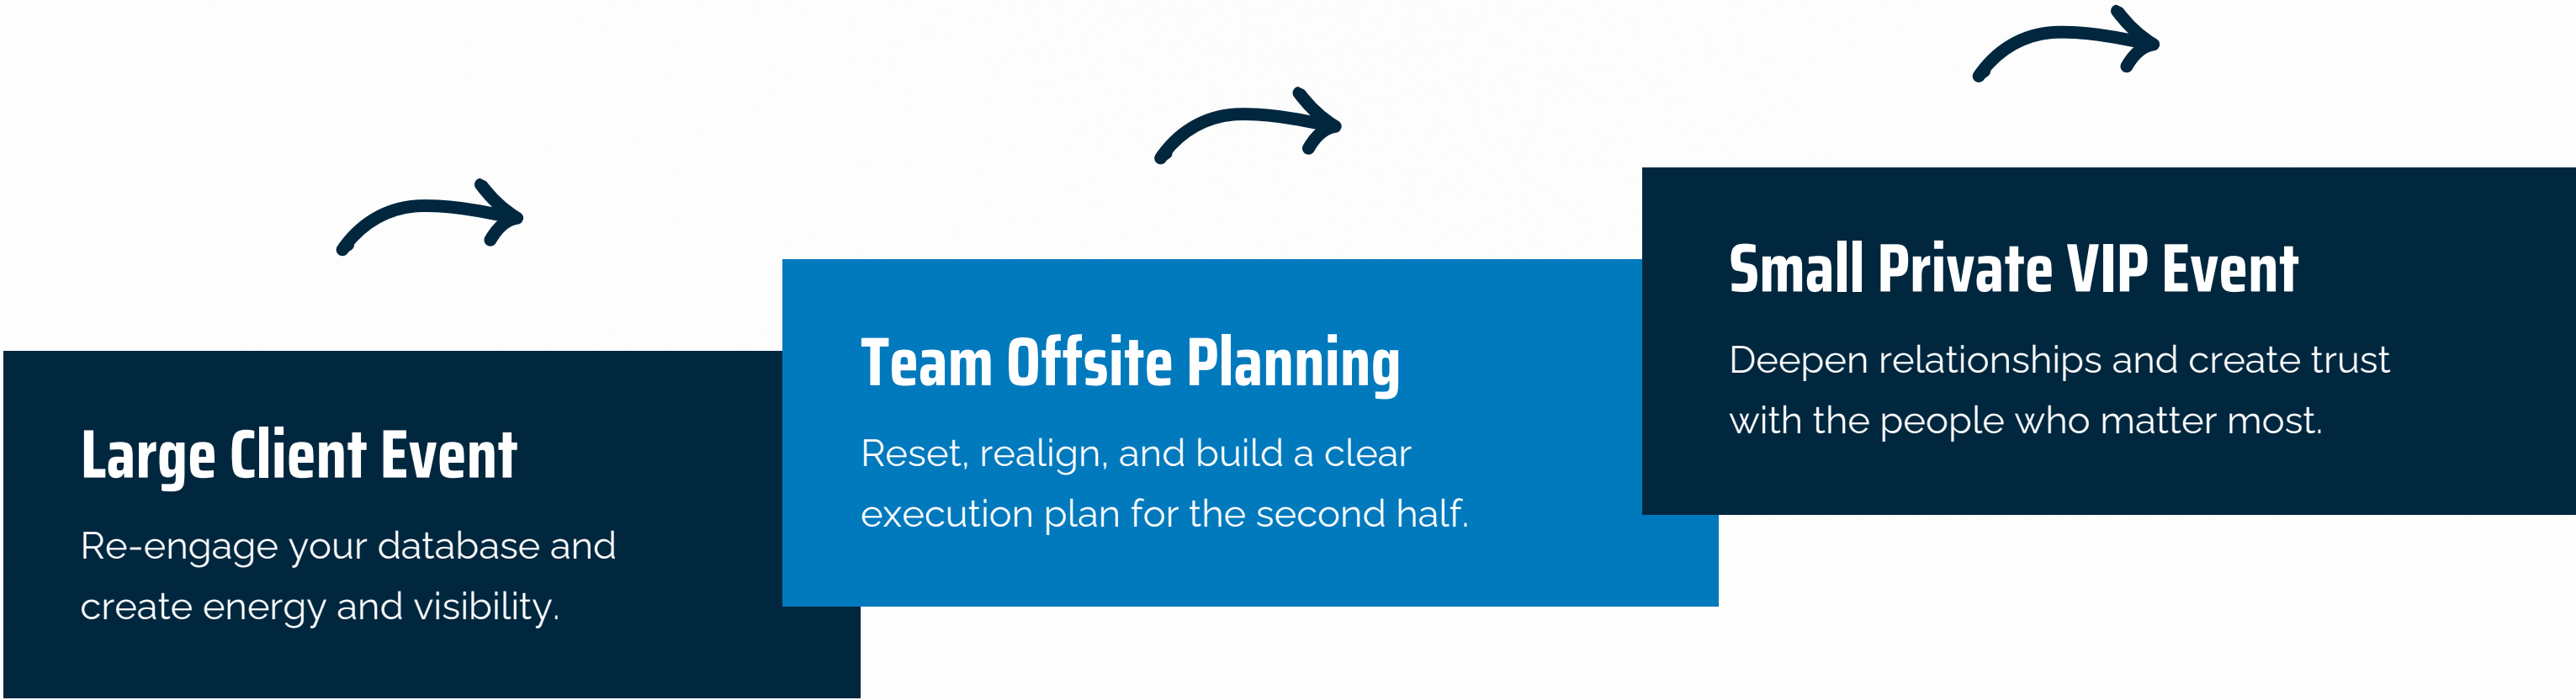 Large Client Event
Re-engage your database and
create energy and visibility.
Team Offsite Planning
Reset, realign, and build a clear
execution plan for the second half.
Small Private VIP Event
Deepen relationships and create trust
with the people who matter most.